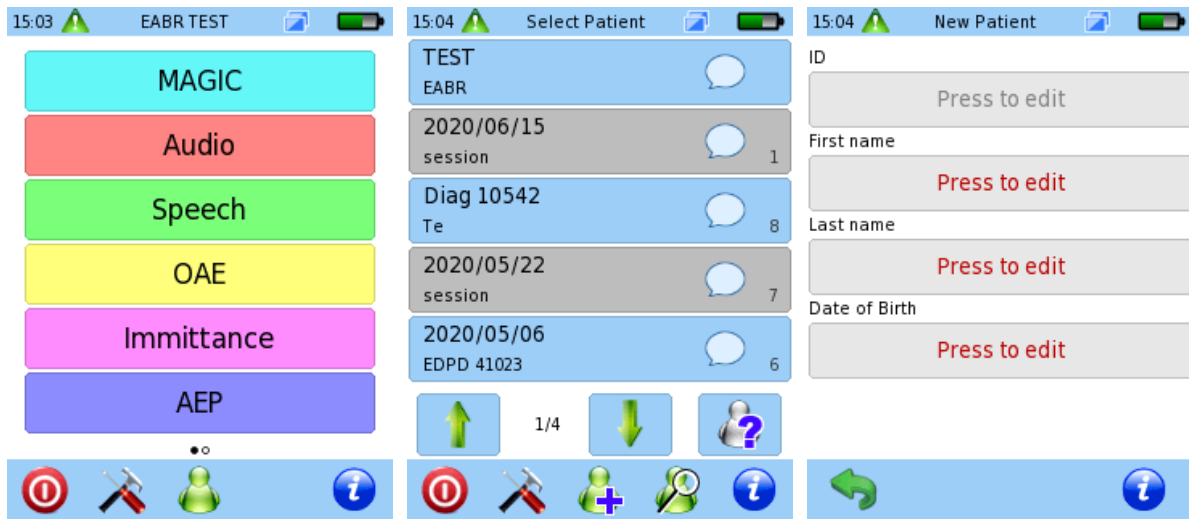 15:03 EABR TEST
MAGIC
Audio
Speech
OAE
Immittance
AEP
15:04 Select Patient
TEST
EABR
2020/06/15
session 1
Diag 10542
Te 8
2020/05/22
session 7
2020/05/06
EDPD 41023 6
1/4
15:04 New Patient
ID
Press to edit
First name
Press to edit
Last name
Press to edit
Date of Birth
Press to edit